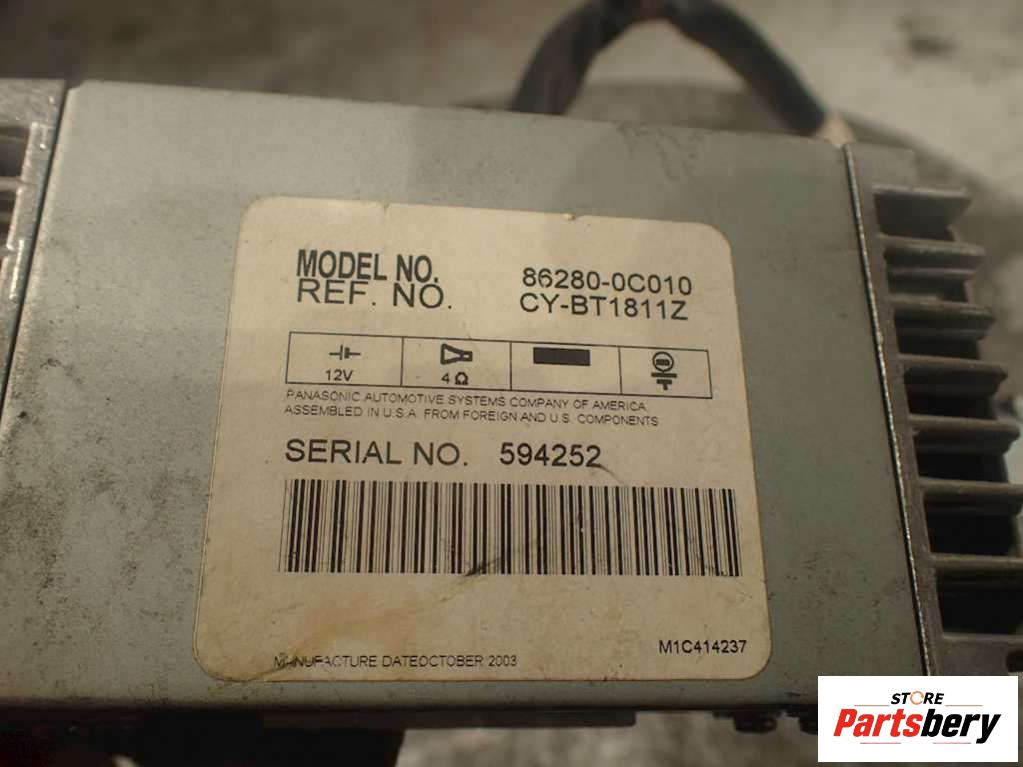 MODEL NO. 86280-0C010
REF. NO. CY-BT1811Z
12V 4Ω
PANASONIC AUTOMOTIVE SYSTEMS COMPANY OF AMERICA
ASSEMBLED IN U.S.A. FROM FOREIGN AND U.S. COMPONENTS
SERIAL NO. 594252
M1C414237
MANUFACTURE DATEOCTOBER 2003
STORE
Partsbery